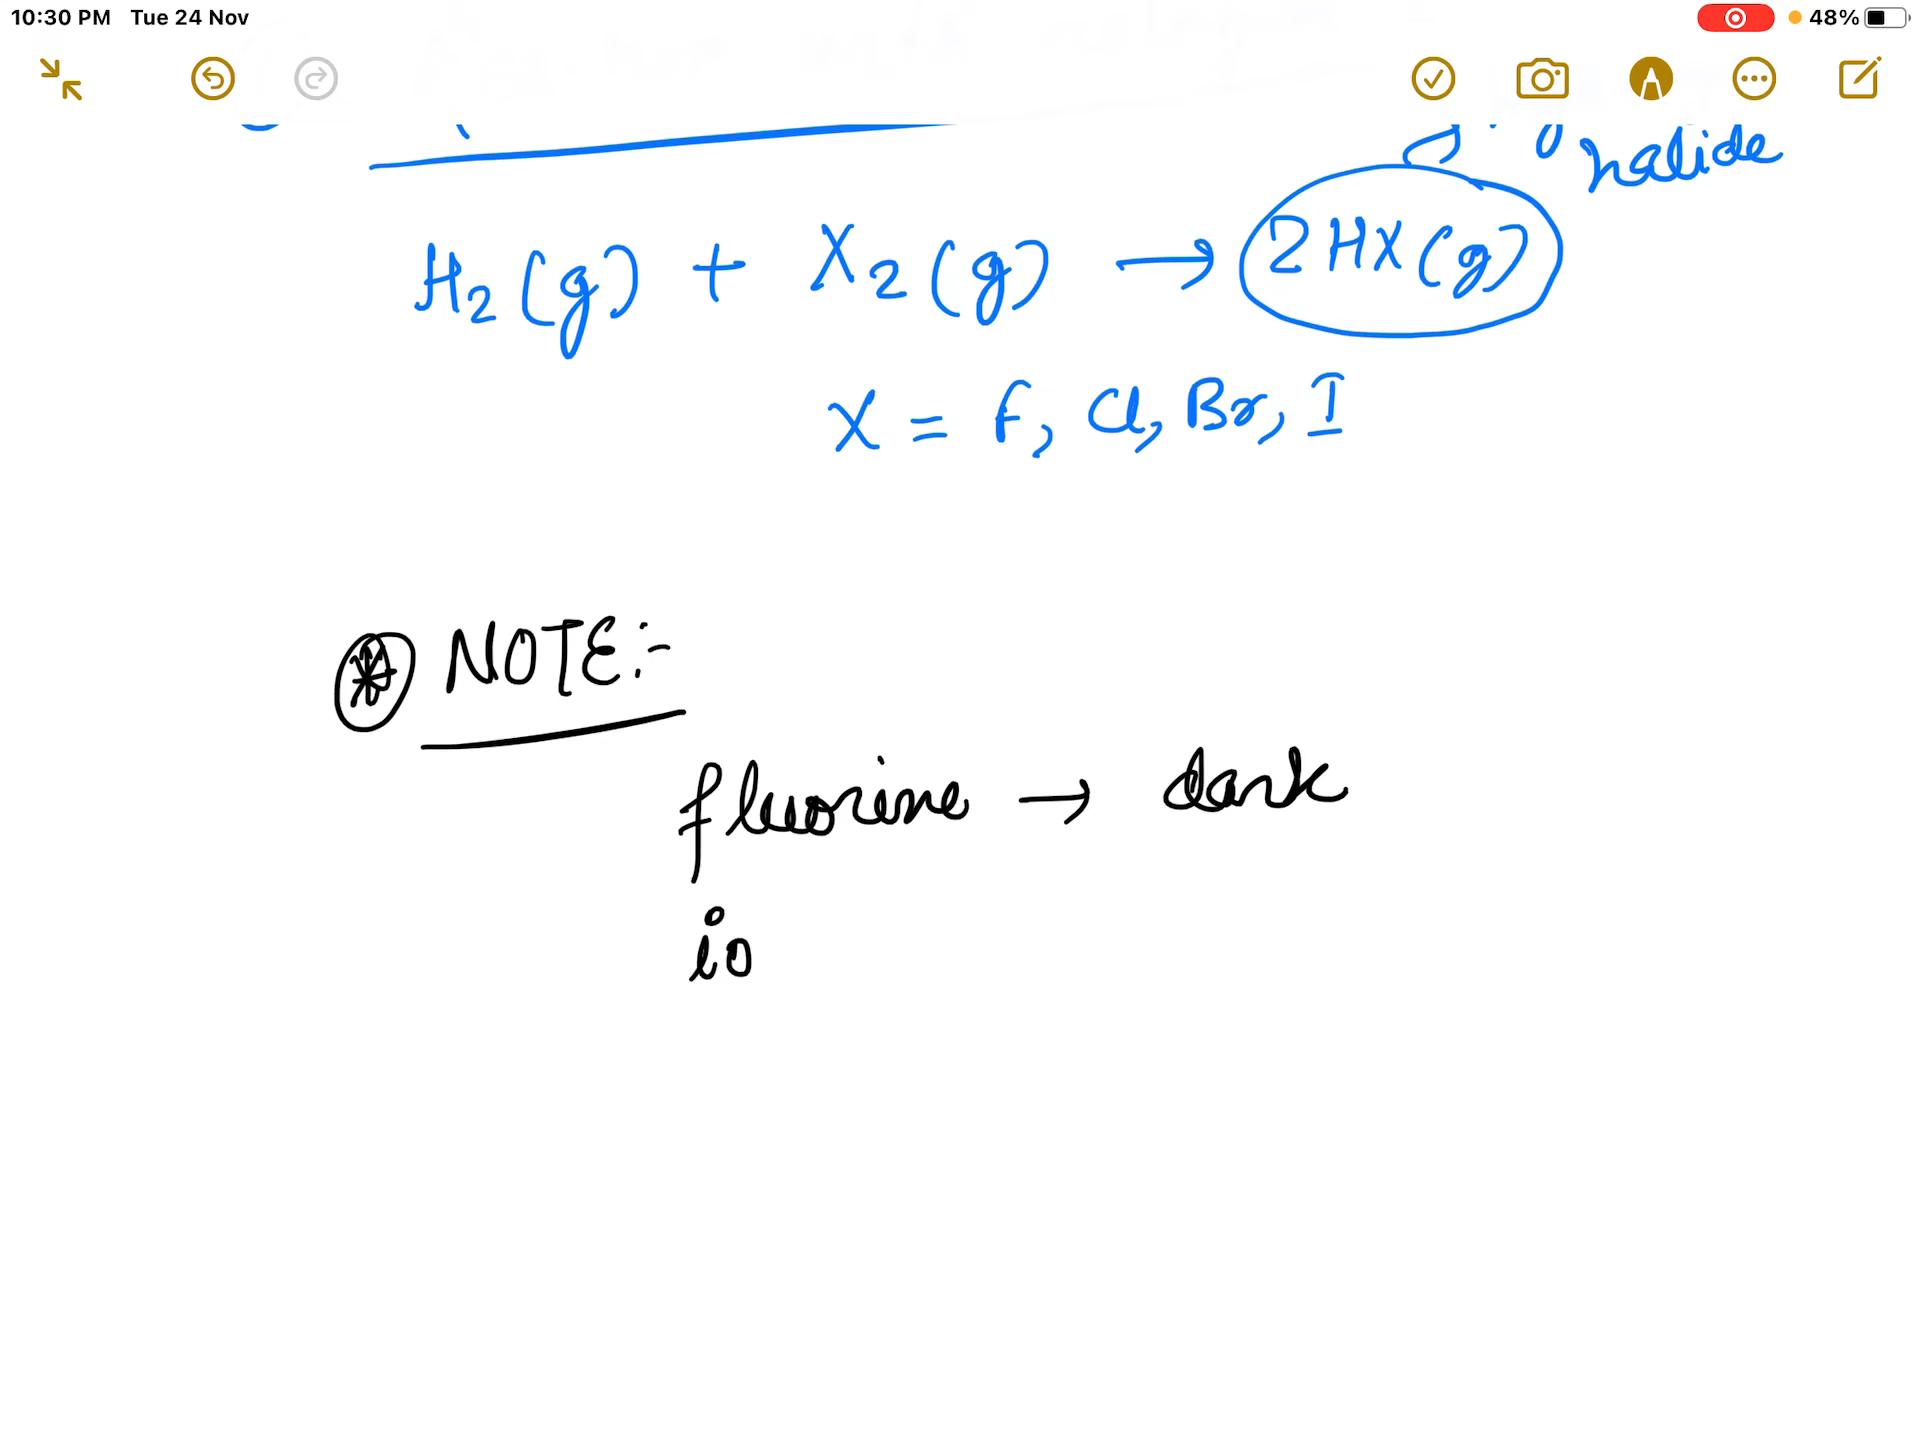 10:30 PM Tue 24 Nov 48%
halide
H₂(g) + X₂(g) → 2HX(g)
X = F, Cl, Br, I
* NOTE:-
fluorine → dark
io